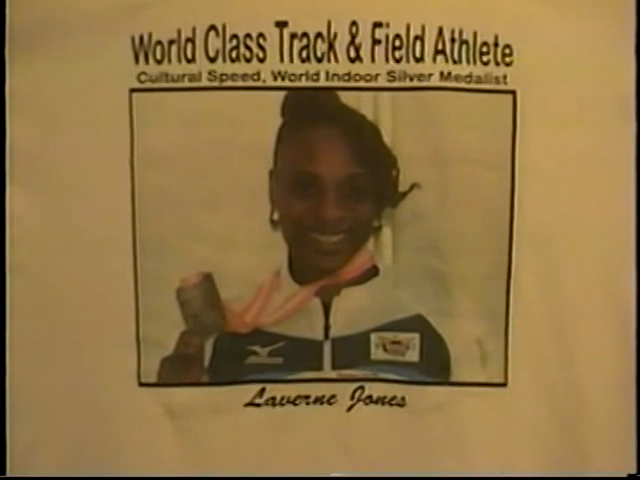 World Class Track & Field Athlete
Cultural Speed, World Indoor Silver Medalist
Laverne Jones